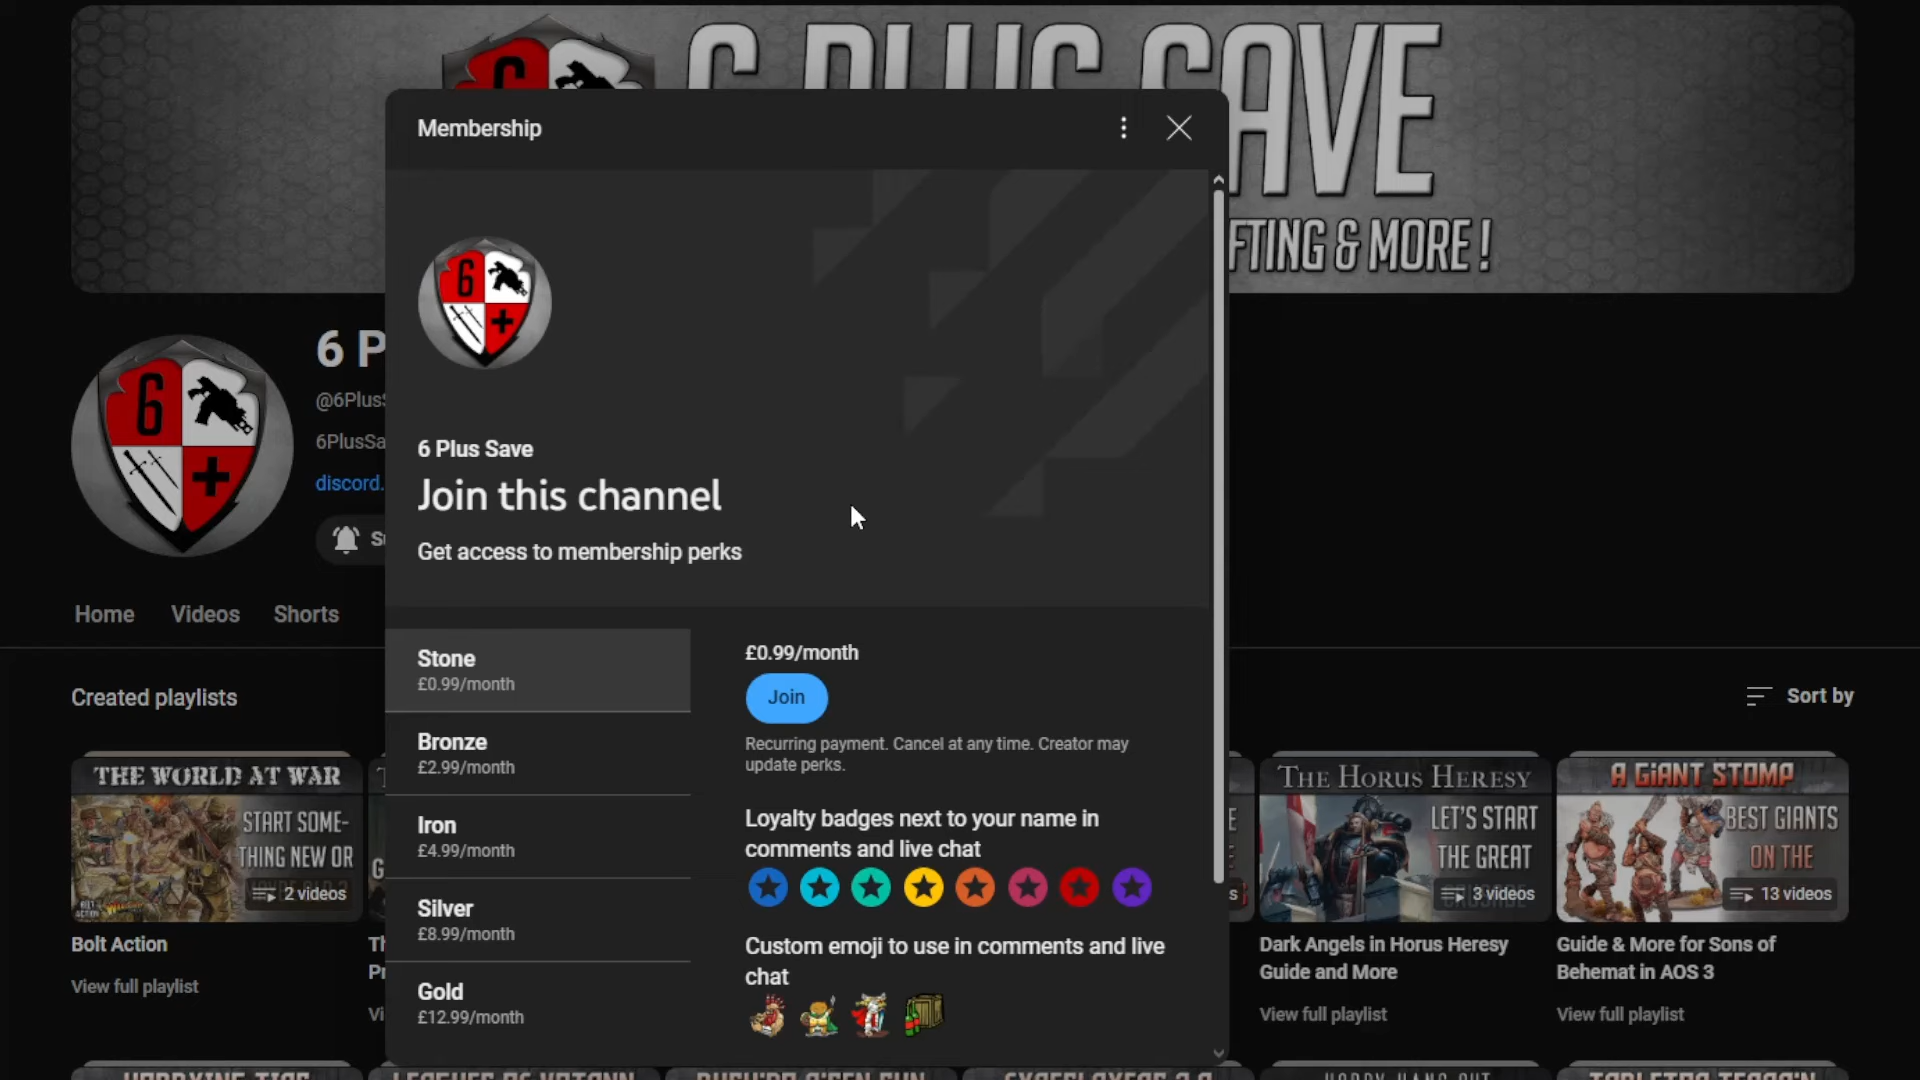 6 PLUS SAVE
FTING & MORE!
Membership
6
6
6 P
@6Plus
6PlusSa
discord.
6 Plus Save
Join this channel
Get access to membership perks
Home Videos Shorts
Stone
£0.99/month
Bronze
£2.99/month
Iron
£4.99/month
Silver
£8.99/month
Gold
£12.99/month
£0.99/month
Join
Recurring payment. Cancel at any time. Creator may
update perks.
Loyalty badges next to your name in
comments and live chat
Custom emoji to use in comments and live
chat
Created playlists
Sort by
THE WORLD AT WAR
START SOME-
THING NEW OR
BOLT
ACTION
2 videos
Bolt Action
View full playlist
THE HORUS HERESY
LET'S START
THE GREAT
3 videos
Dark Angels in Horus Heresy
Guide and More
View full playlist
A GIANT STOMP
BEST GIANTS
ON THE
13 videos
Guide & More for Sons of
Behemat in AOS 3
View full playlist